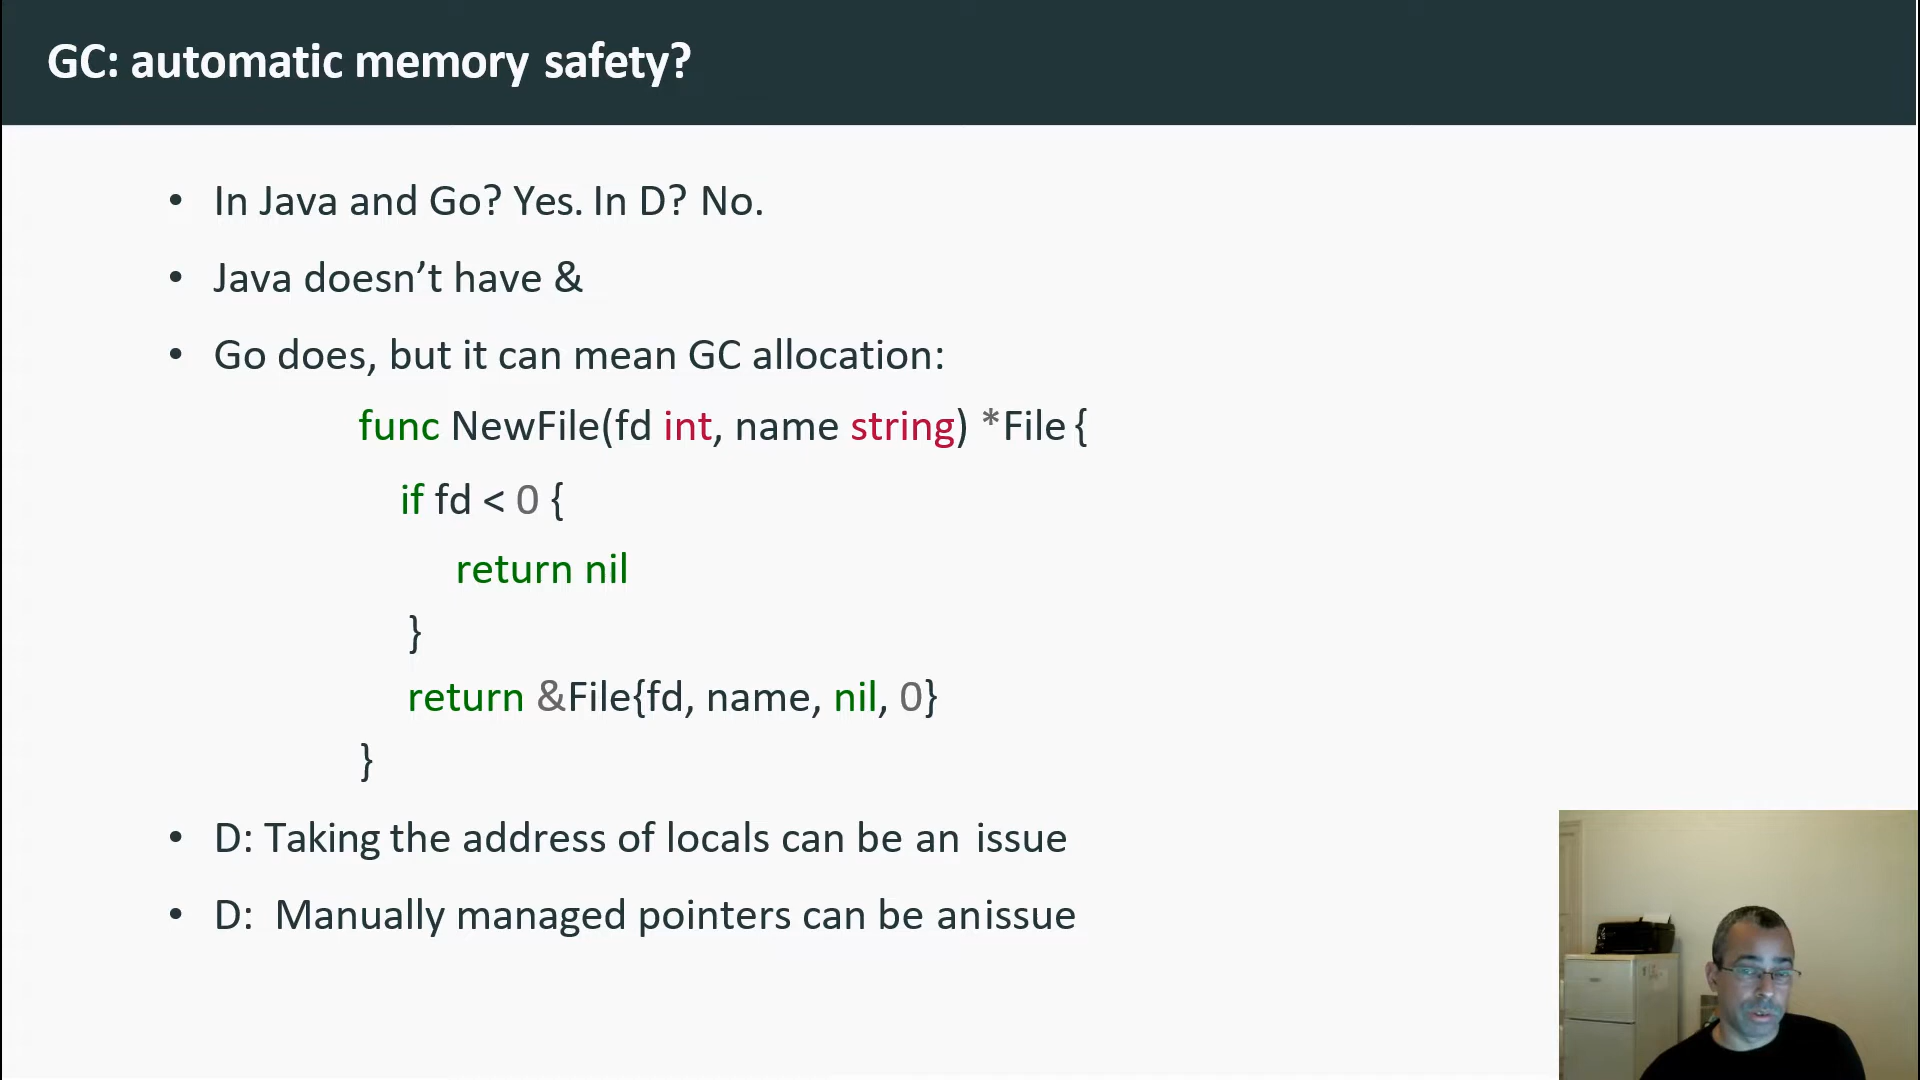 GC: automatic memory safety?
• In Java and Go? Yes. In D? No.
• Java doesn’t have &
• Go does, but it can mean GC allocation:
func NewFile(fd int, name string) *File {
if fd < 0 {
return nil
}
return &File{fd, name, nil, 0}
}
• D: Taking the address of locals can be an issue
• D: Manually managed pointers can be anissue